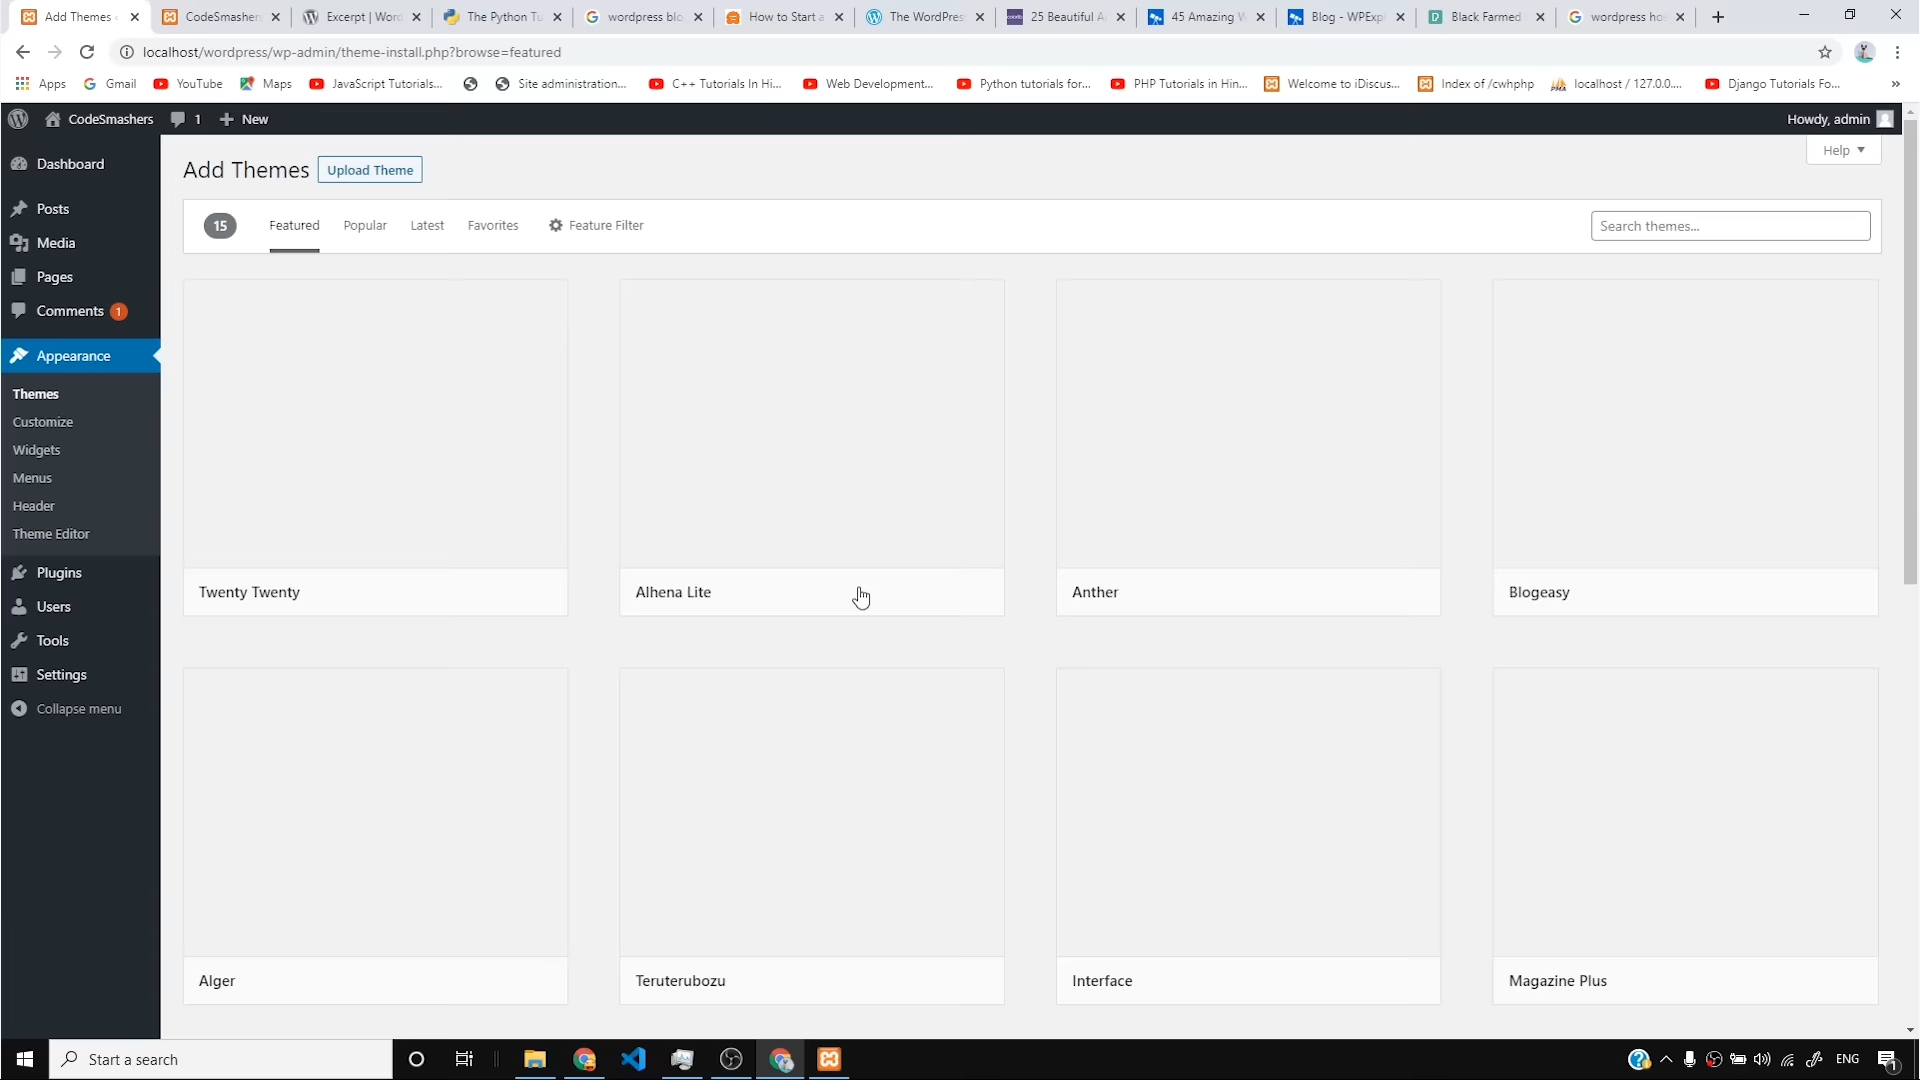 Add Themes
CodeSmasher
Excerpt | Wor
The Python Tu
wordpress blo
How to Start a
The WordPres
25 Beautiful A
45 Amazing W
Blog - WPExp
Black Farmed
wordpress ho
localhost/wordpress/wp-admin/theme-install.php?browse=featured
Apps
Gmail
YouTube
Maps
JavaScript Tutorials...
Site administration...
C++ Tutorials In Hi...
Web Development...
Python tutorials for...
PHP Tutorials in Hin...
Welcome to iDiscus...
Index of /cwhphp
localhost / 127.0.0....
Django Tutorials Fo...
»
CodeSmashers
1
New
Howdy, admin
Help
Dashboard
Posts
Media
Pages
Comments 1
Appearance
Themes
Customize
Widgets
Menus
Header
Theme Editor
Plugins
Users
Tools
Settings
Collapse menu
Add Themes
Upload Theme
15
Featured
Popular
Latest
Favorites
Feature Filter
Search themes...
Twenty Twenty
Alhena Lite
Anther
Blogeasy
Alger
Teruterubozu
Interface
Magazine Plus
Start a search
ENG
1